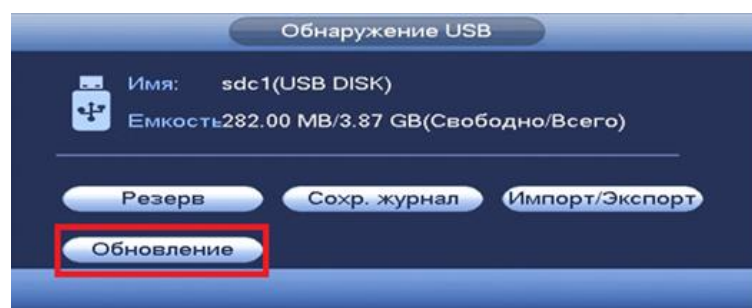 Обнаружение USB
Имя: sdc1(USB DISK)
Емкость282.00 MB/3.87 GB(Свободно/Всего)
Резерв Сохр. журнал Импорт/Экспорт
Обновление